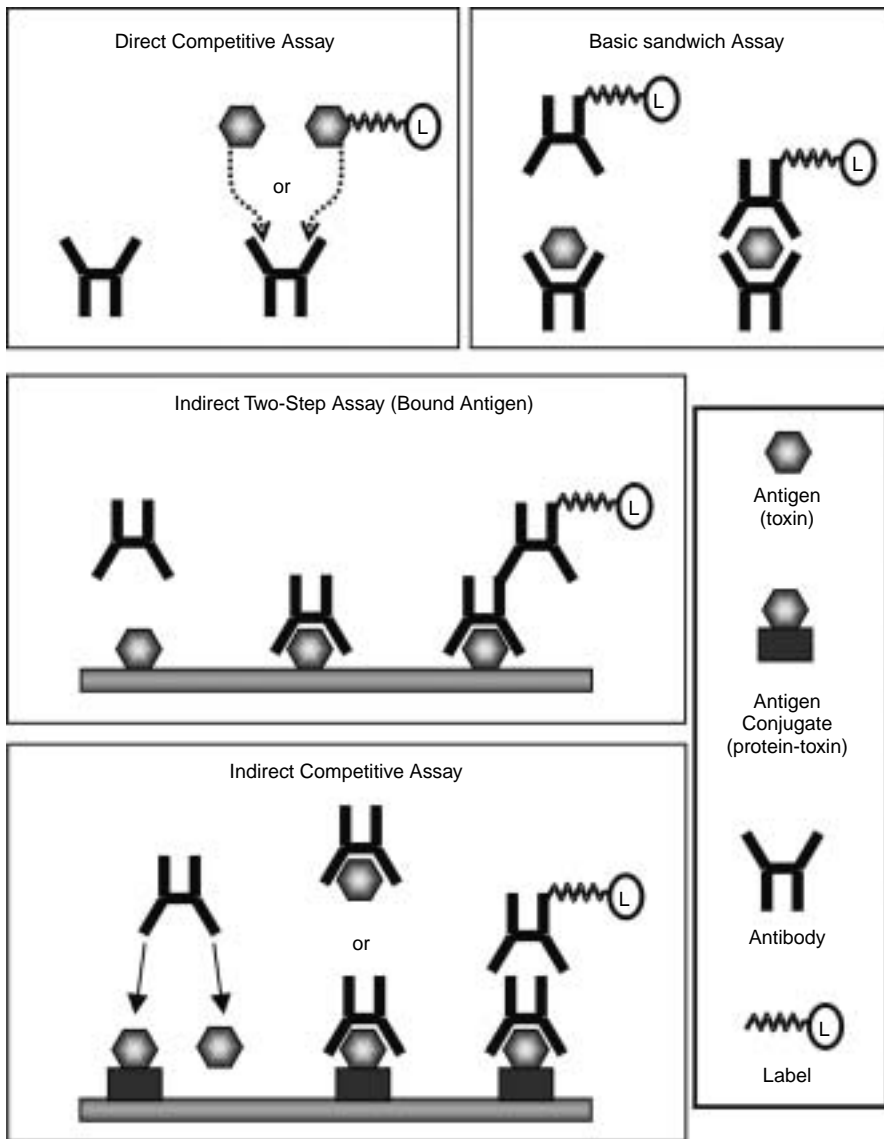 Direct Competitive Assay
L
or
Basic sandwich Assay
L
L
Indirect Two-Step Assay (Bound Antigen)
L
Indirect Competitive Assay
or
L
Antigen
(toxin)
Antigen
Conjugate
(protein-toxin)
Antibody
L
Label